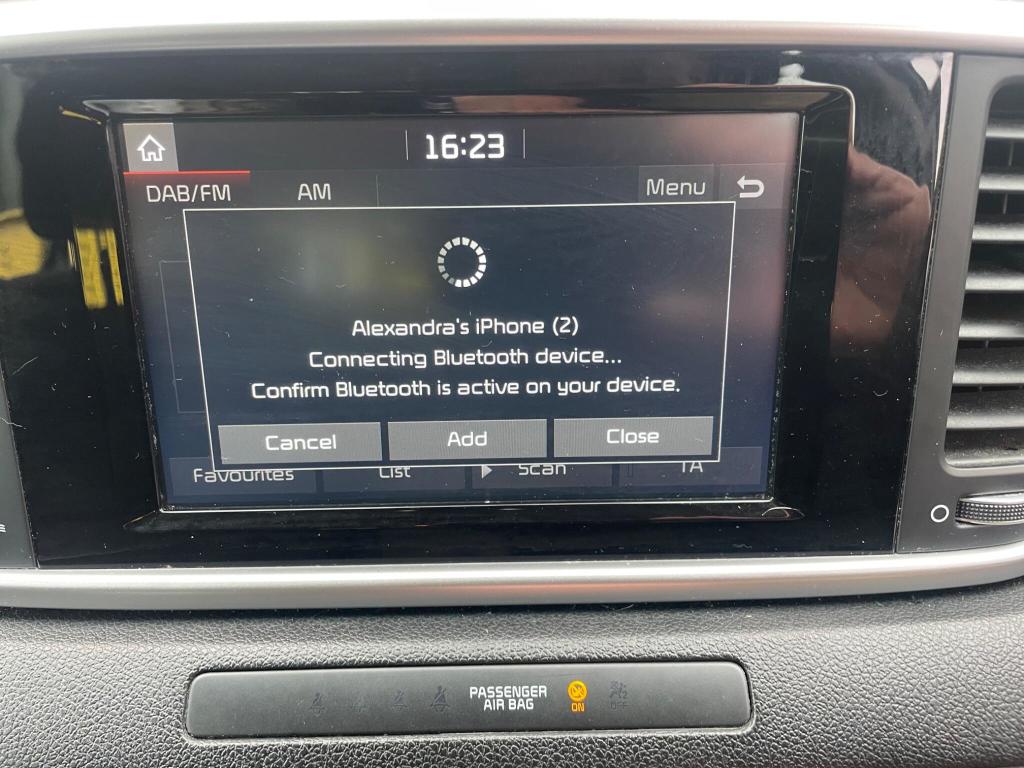 16:23
DAB/FM AM Menu
Alexandra's iPhone (2)
Connecting Bluetooth device...
Confirm Bluetooth is active on your device.
Cancel Add Close
Favourites List Scan TA
PASSENGER
AIR BAG
ON
OFF